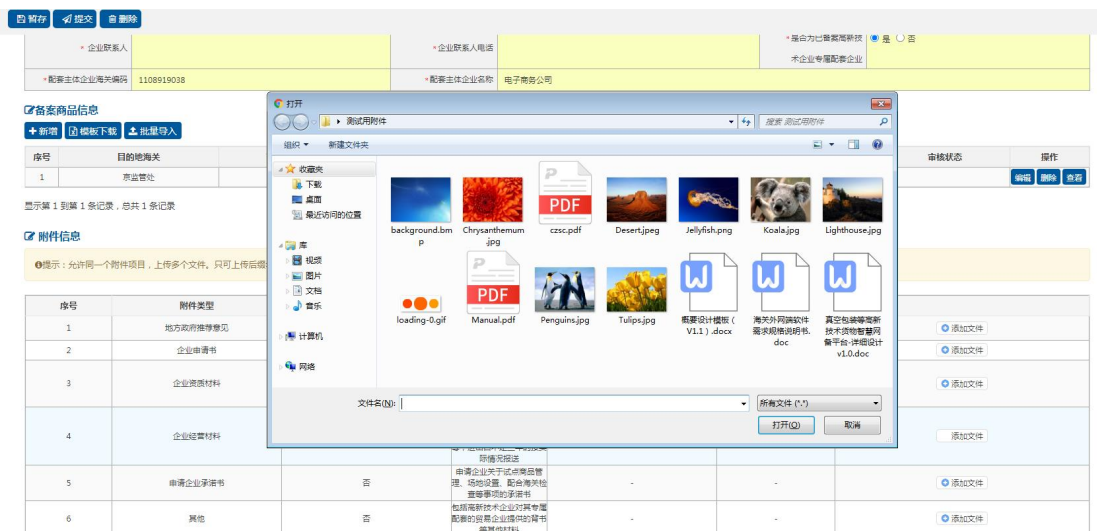 暂存 提交 删除
* 企业联系人
* 企业联系人电话
* 是否为已备案高新技
术企业专属配套企业
是 否
* 配套主体企业海关编码 1108919038 * 配套主体企业名称 电子商务公司
备案商品信息
+新增 模板下载 批量导入
序号 目的地海关 审核状态 操作
1 京监管处 编辑 删除 查看
显示第 1 到第 1 条记录，总共 1 条记录
附件信息
提示：允许同一个附件项目，上传多个文件。只可上传后缀
序号 附件类型
1 地方政府推荐意见 添加文件
2 企业申请书 添加文件
3 企业资质材料 添加文件
4 企业经营材料 添加文件
际情况报送
5 申请企业承诺书 否 申请企业关于试点商品管
理、场地设置、配合海关检
查等事项的承诺书
- - 添加文件
6 其他 否 包括高新技术企业对其专属
配套的贸易企业提供的背书
等其他材料
- - 添加文件
打开
测试用附件
搜索 测试用附件
组织 新建文件夹
收藏夹
下载
桌面
最近访问的位置
库
视频
图片
文档
音乐
计算机
网络
PDF
background.bm
p
Chrysanthemum
.jpg
czsc.pdf
Desert.jpeg
Jellyfish.png
Koala.jpg
Lighthouse.jpg
PDF
W W W
loading-0.gif
Manual.pdf
Penguins.jpg
Tulips.jpg
概要设计模板（
V1.1）.docx
海关外网端软件
需求规格说明书.
doc
真空包装等高新
技术货物智慧网
备平台-详细设计
v1.0.doc
文件名(N):
所有文件 (*.*)
打开(O) 取消